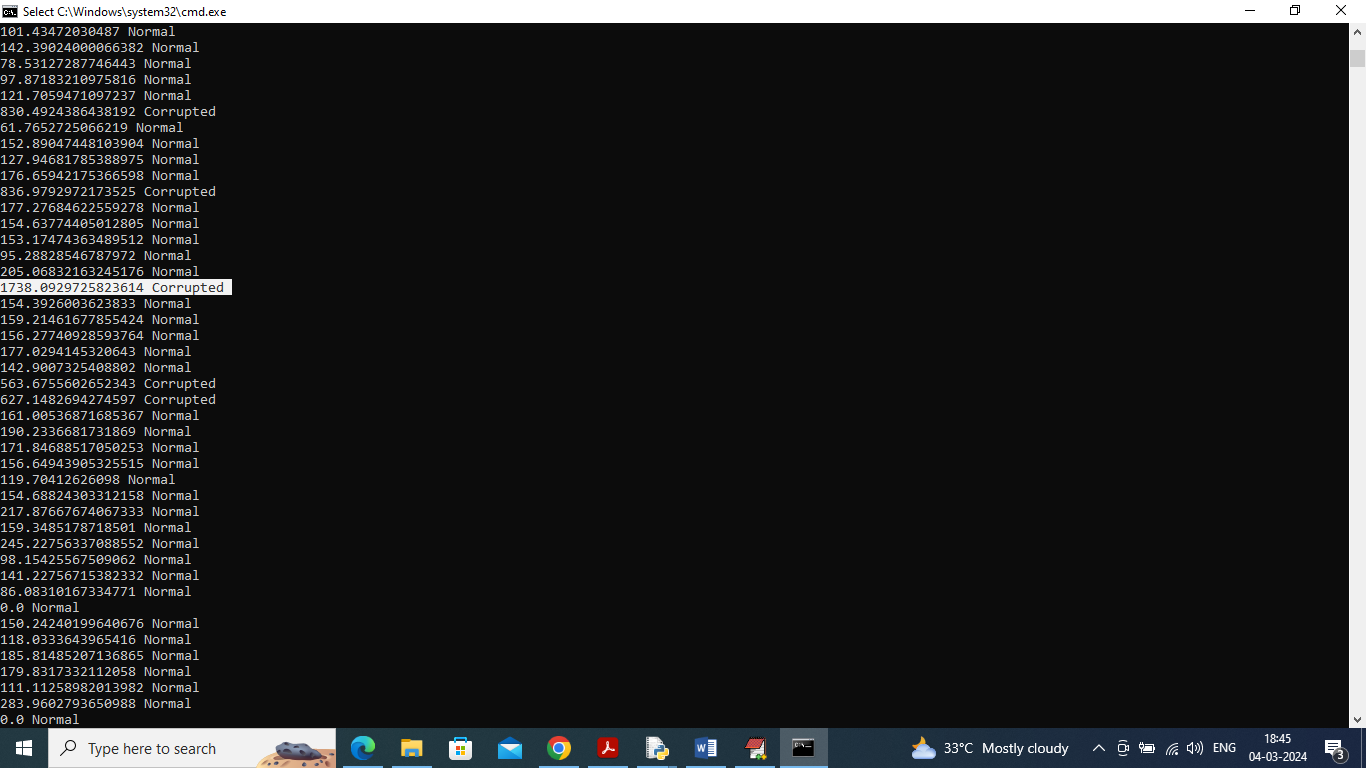 Select C:\Windows\system32\cmd.exe
101.43472030487 Normal
142.39024000066382 Normal
78.53127287746443 Normal
97.87183210975816 Normal
121.7059471097237 Normal
830.4924386438192 Corrupted
61.7652725066219 Normal
152.89047448103904 Normal
127.94681785388975 Normal
176.65942175366598 Normal
836.9792972173525 Corrupted
177.27684622559278 Normal
154.63774405012805 Normal
153.17474363489512 Normal
95.28828546787972 Normal
205.06832163245176 Normal
1738.0929725823614 Corrupted
154.3926003623833 Normal
159.21461677855424 Normal
156.27740928593764 Normal
177.0294145320643 Normal
142.9007325408802 Normal
563.6755602652343 Corrupted
627.1482694274597 Corrupted
161.00536871685367 Normal
190.2336681731869 Normal
171.84688517050253 Normal
156.64943905325515 Normal
119.70412626098 Normal
154.68824303312158 Normal
217.87667674067333 Normal
159.3485178718501 Normal
245.22756337088552 Normal
98.15425567509062 Normal
141.22756715382332 Normal
86.08310167334771 Normal
0.0 Normal
150.24240199640676 Normal
118.0333643965416 Normal
185.81485207136865 Normal
179.8317332112058 Normal
111.11258982013982 Normal
283.9602793650988 Normal
0.0 Normal
Type here to search
33°C Mostly cloudy
ENG
18:45
04-03-2024
3